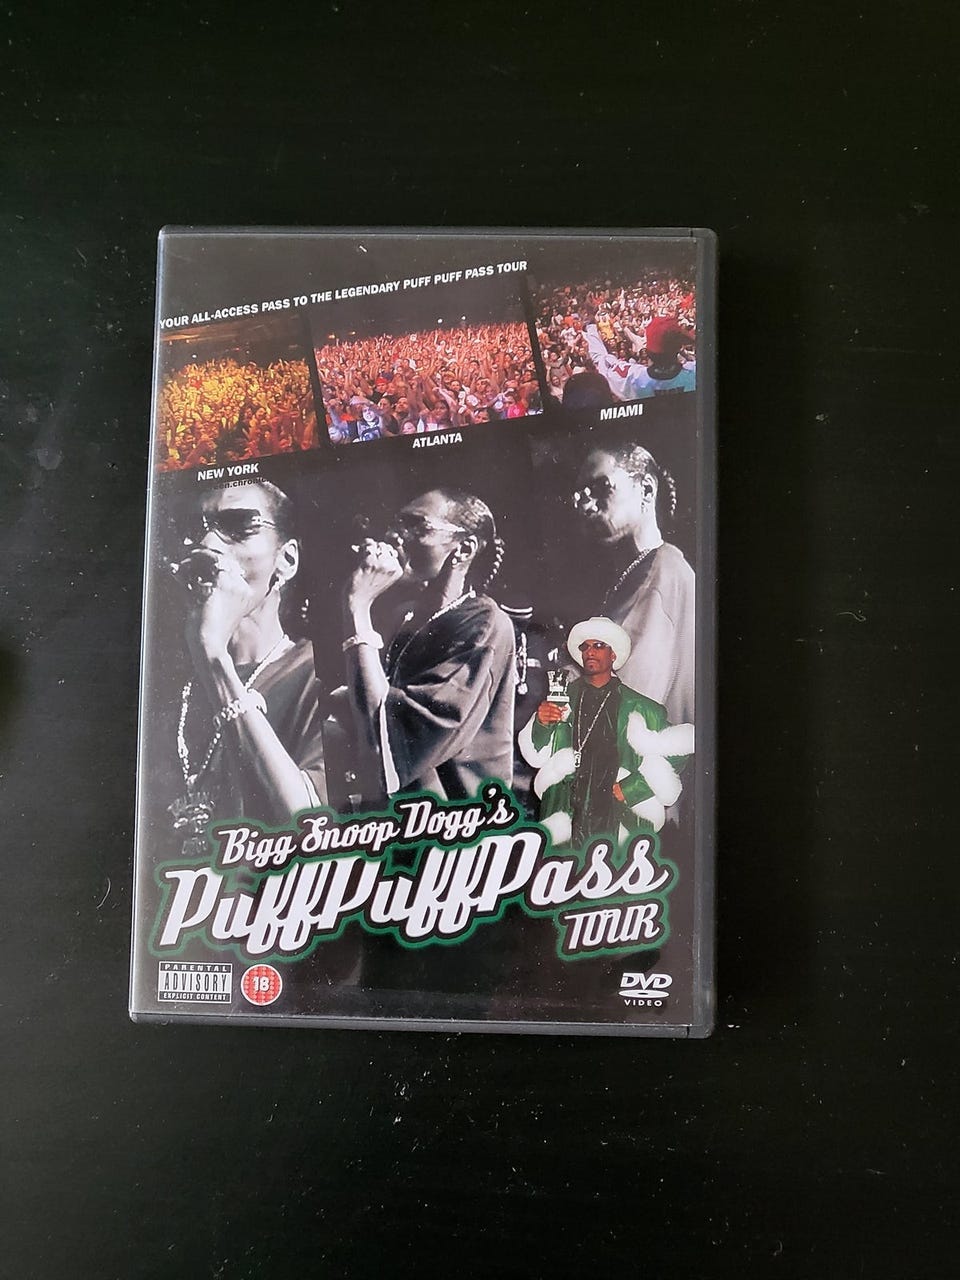 YOUR ALL-ACCESS PASS TO THE LEGENDARY PUFF PUFF PASS TOUR
MIAMI
ATLANTA
NEW YORK
Bigg Snoop Dogg's
PuffPuffPass
TOUR
PARENTAL
ADVISORY
EXPLICIT CONTENT
18
DVD
VIDEO